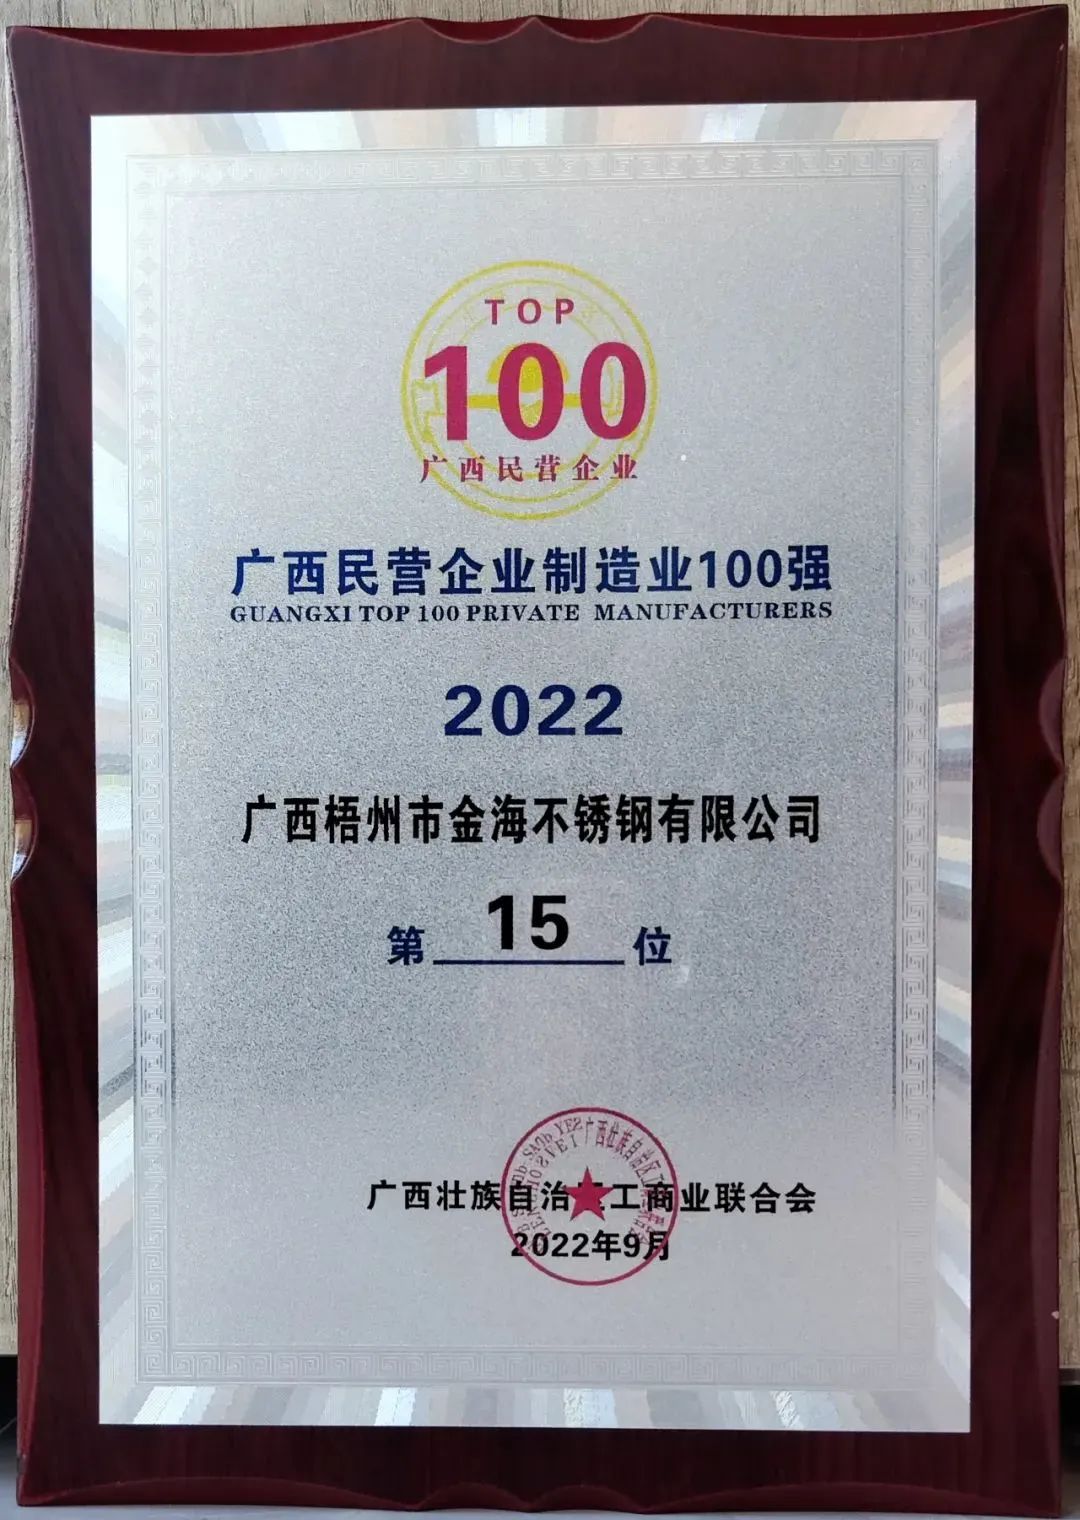 TOP
100
广西民营企业
广西民营企业制造业100强
GUANGXI TOP 100 PRIVATE MANUFACTURERS
2022
广西梧州市金海不锈钢有限公司
第 15 位
广西壮族自治区工商业联合会
2022年9月